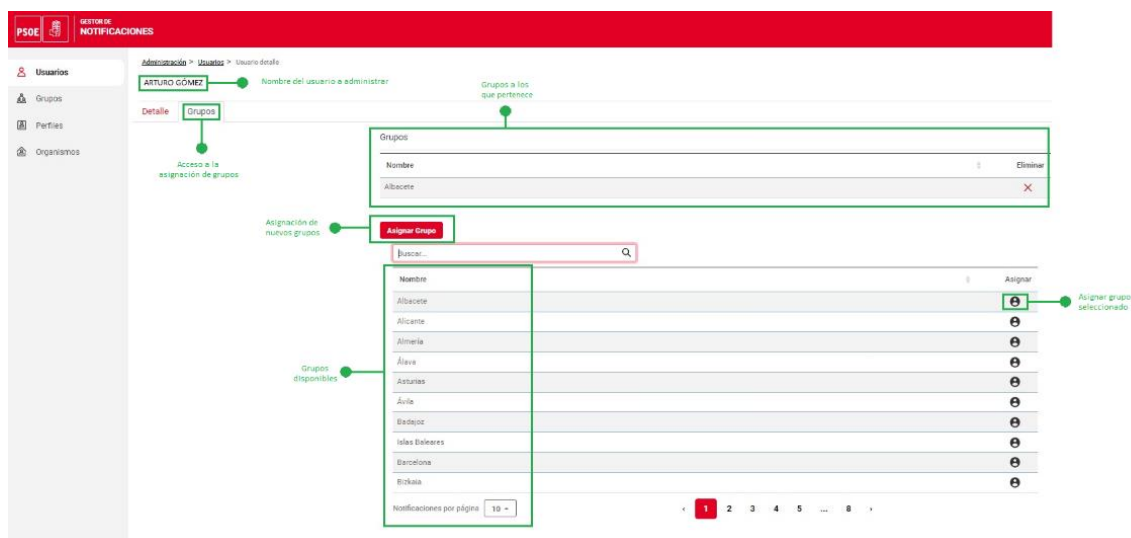 PSOE
GESTOR DE
NOTIFICACIONES
Usuarios
Grupos
Perfiles
Organismos
Administración > Usuarios > Usuario detalle
ARTURO GÓMEZ
Nombre del usuario a administrar
Detalle
Grupos
Acceso a la
asignación de grupos
Grupos a los
que pertenece
Grupos
Nombre
Eliminar
Albacete
Asignación de
nuevos grupos
Asignar Grupo
Buscar...
Nombre
Asignar
Albacete
Asignar grupo
seleccionado
Alicante
Almería
Álava
Grupos
disponibles
Asturias
Ávila
Badajoz
Islas Baleares
Barcelona
Bizkaia
Notificaciones por página 10
‹ 1 2 3 4 5 ... 8 ›